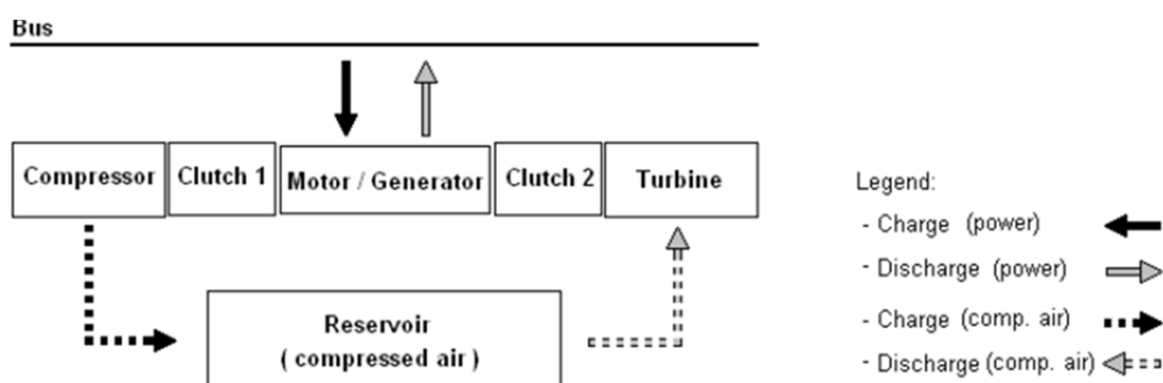 Bus
Compressor
Clutch 1
Motor / Generator
Clutch 2
Turbine
Reservoir
( compressed air )
Legend:
- Charge (power)
- Discharge (power)
- Charge (comp. air)
- Discharge (comp. air)